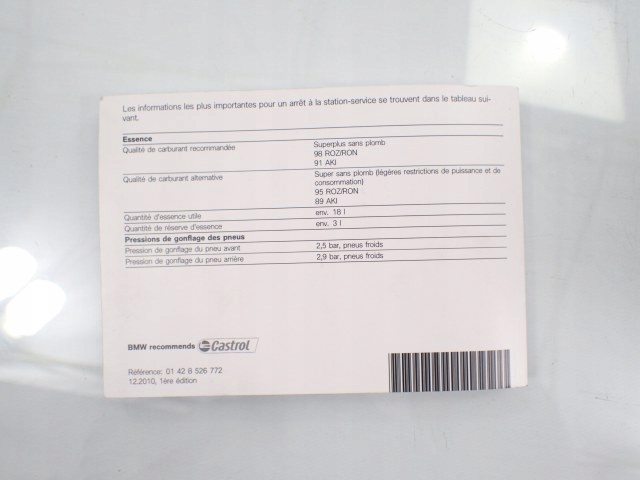 Les informations les plus importantes pour un arrêt à la station-service se trouvent dans le tableau sui-
vant.
Essence
Qualité de carburant recommandée Superplus sans plomb
98 ROZ/RON
91 AKI
Qualité de carburant alternative Super sans plomb (légères restrictions de puissance et de
consommation)
95 ROZ/RON
89 AKI
Quantité d'essence utile env. 18 l
Quantité de réserve d'essence env. 3 l
Pressions de gonflage des pneus
Pression de gonflage du pneu avant 2,5 bar, pneus froids
Pression de gonflage du pneu arrière 2,9 bar, pneus froids
BMW recommends Castrol
Référence: 01 42 8 526 772
12.2010, 1ère édition